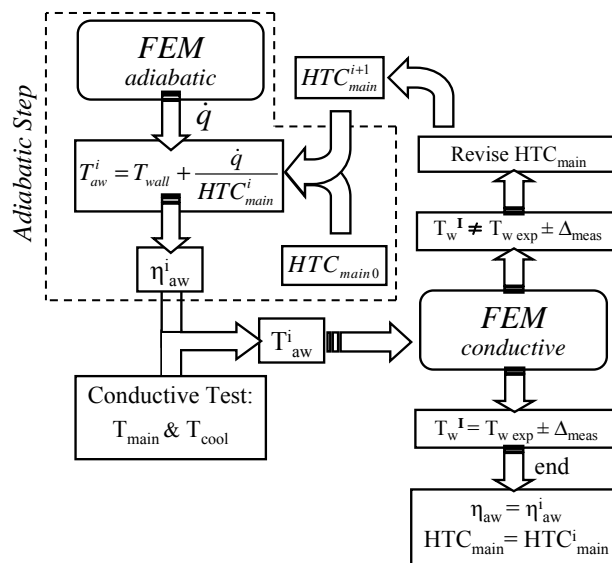 Adiabatic Step
FEM
adiabatic
q̇
T^i_{aw} = T_{wall} + q̇ / HTC^i_{main}
η^i_{aw}
HTC^{i+1}_{main}
HTC_{main0}
Conductive Test:
T_{main} & T_{cool}
T^i_{aw}
Revise HTC_{main}
T_w^I ≠ T_{w exp} ± Δ_{meas}
FEM
conductive
T_w^I = T_{w exp} ± Δ_{meas}
end
η_{aw} = η^i_{aw}
HTC_{main} = HTC^i_{main}